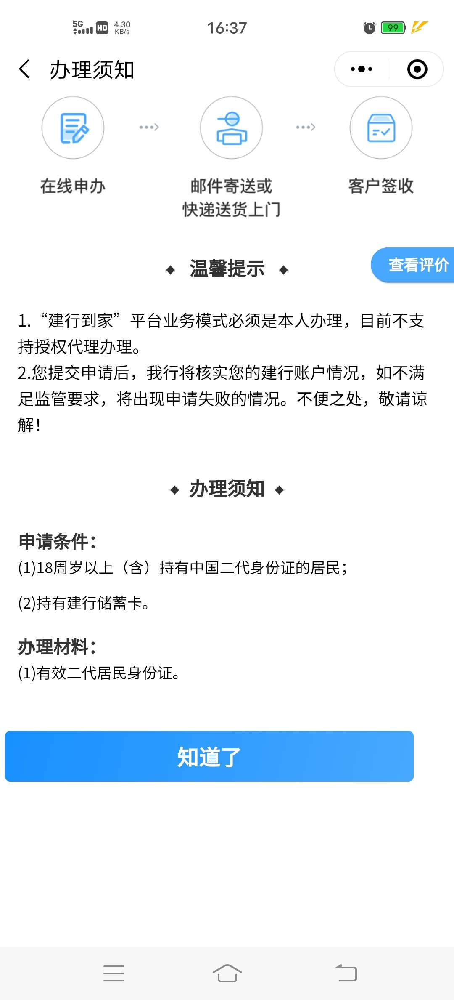 5G HD 4.30 KB/s 16:37 99
办理须知
在线申办 邮件寄送或 客户签收
快递送货上门
温馨提示
查看评价
1. “建行到家”平台业务模式必须是本人办理，目前不支
持授权代理办理。
2.您提交申请后，我行将核实您的建行账户情况，如不满
足监管要求，将出现申请失败的情况。不便之处，敬请谅
解！
办理须知
申请条件：
(1)18周岁以上（含）持有中国二代身份证的居民；
(2)持有建行储蓄卡。
办理材料：
(1)有效二代居民身份证。
知道了